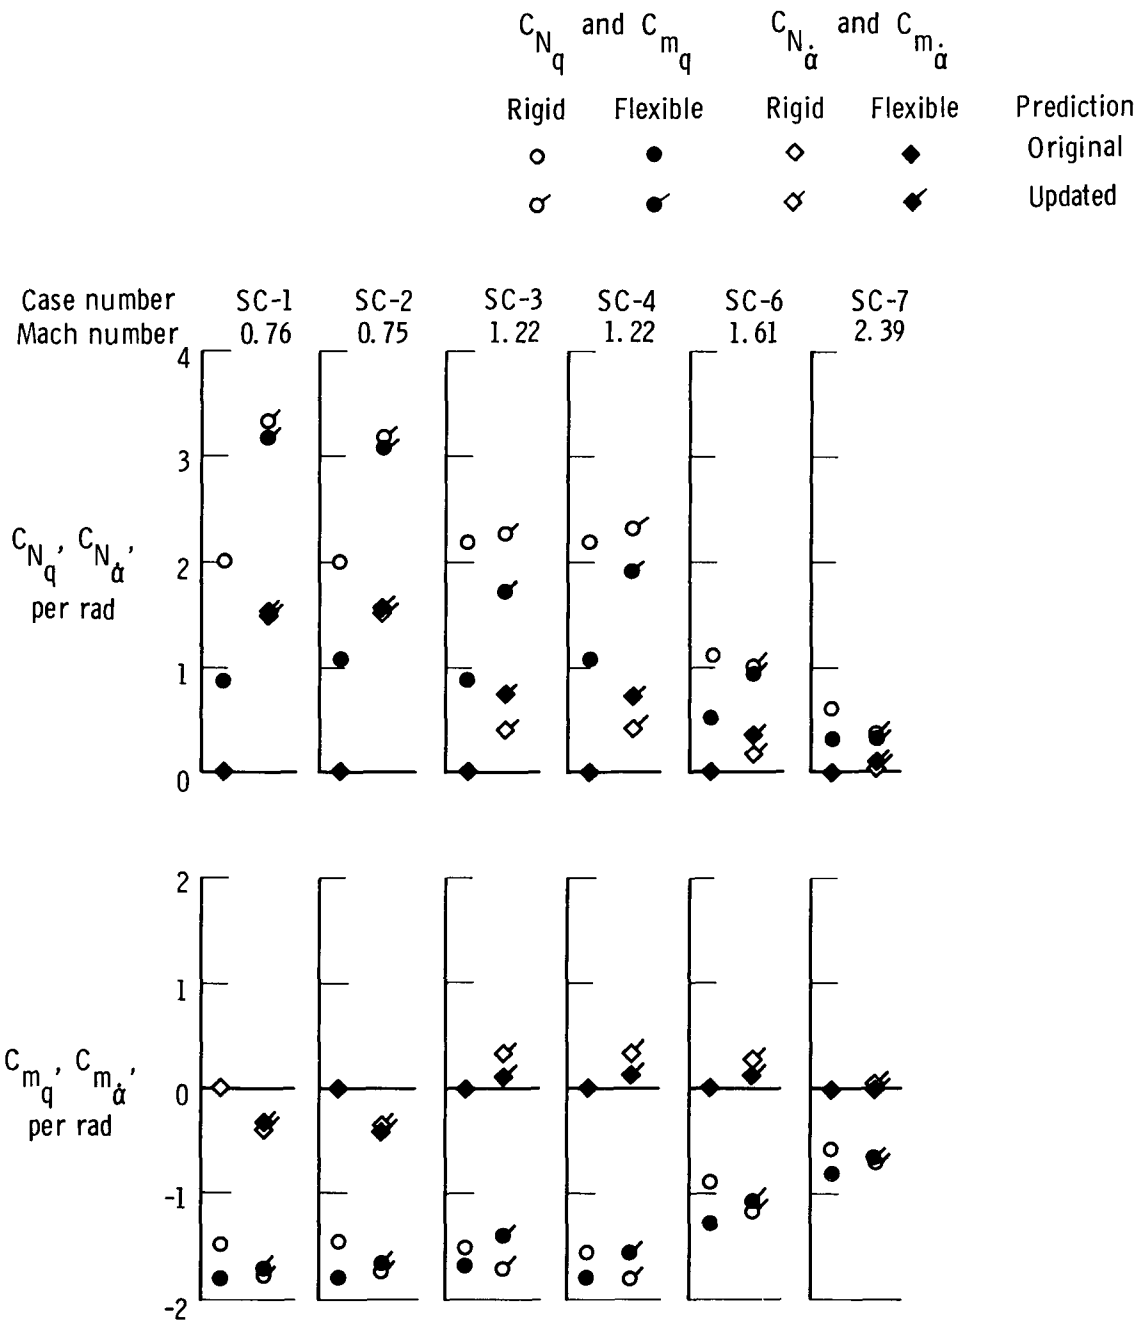 C_Nq and C_mq C_Nα̇ and C_mα̇
Rigid Flexible Rigid Flexible Prediction
Original
Updated
Case number SC-1 SC-2 SC-3 SC-4 SC-6 SC-7
Mach number 0.76 0.75 1.22 1.22 1.61 2.39
4
3
C_Nq, C_Nα̇,
2
per rad
1
0
2
1
C_mq, C_mα̇,
0
per rad
-1
-2